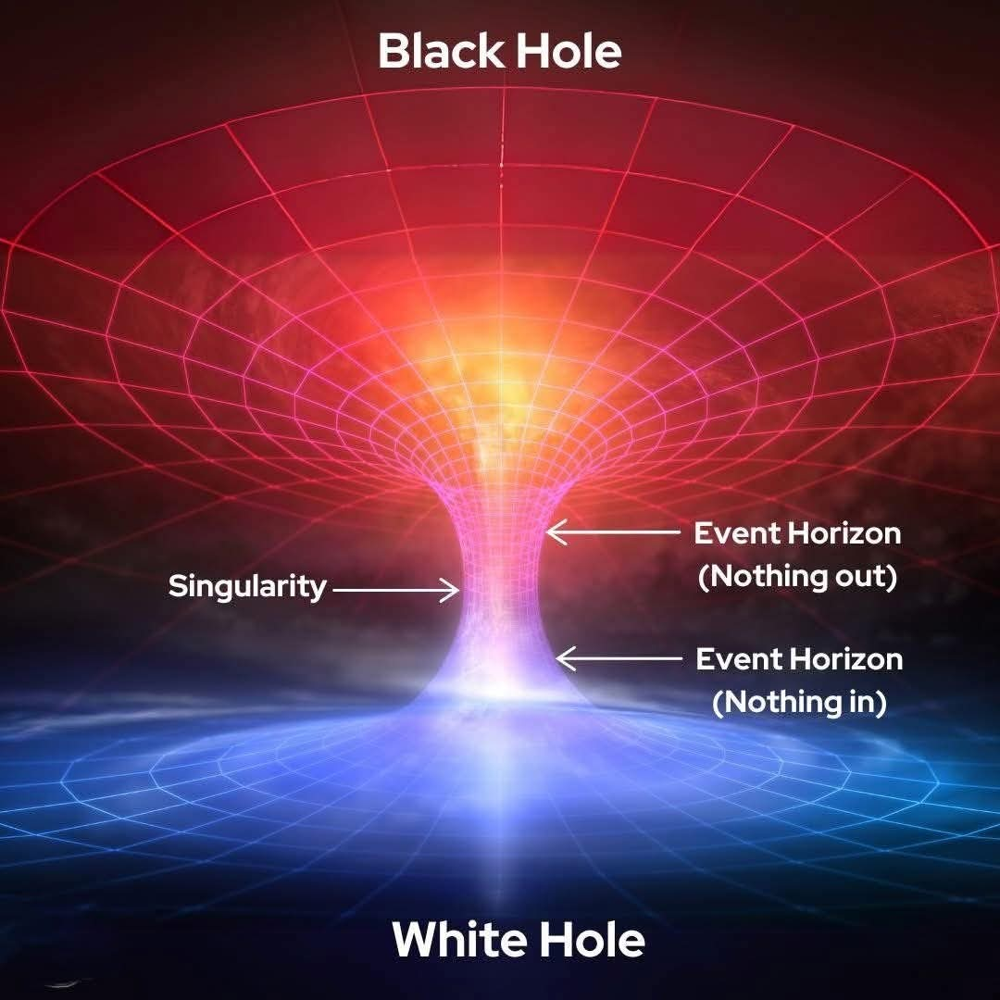 Black Hole
Event Horizon
(Nothing out)
Singularity
Event Horizon
(Nothing in)
White Hole